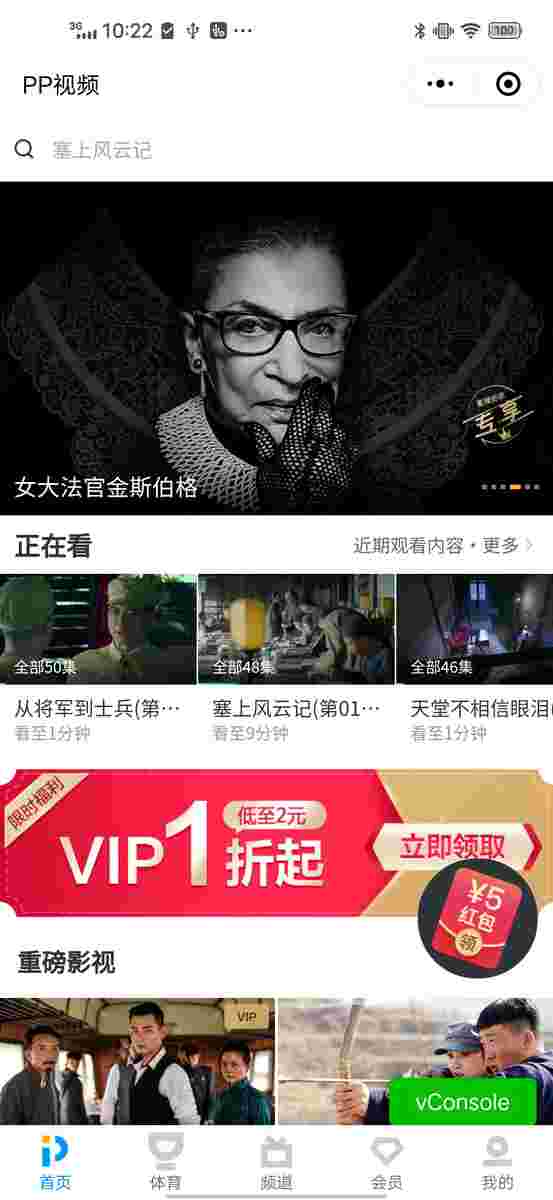 3G 10:22 ... 100
PP视频
塞上风云记
专享
女大法官金斯伯格
正在看
近期观看内容・更多
全部50集
全部48集
全部46集
从将军到士兵(第…
塞上风云记(第01…
天堂不相信眼泪(
看至1分钟
看至9分钟
看至1分钟
限时福利
VIP1折起
低至2元
立即领取
¥5
红包
领
重磅影视
VIP
vConsole
首页
体育
频道
会员
我的